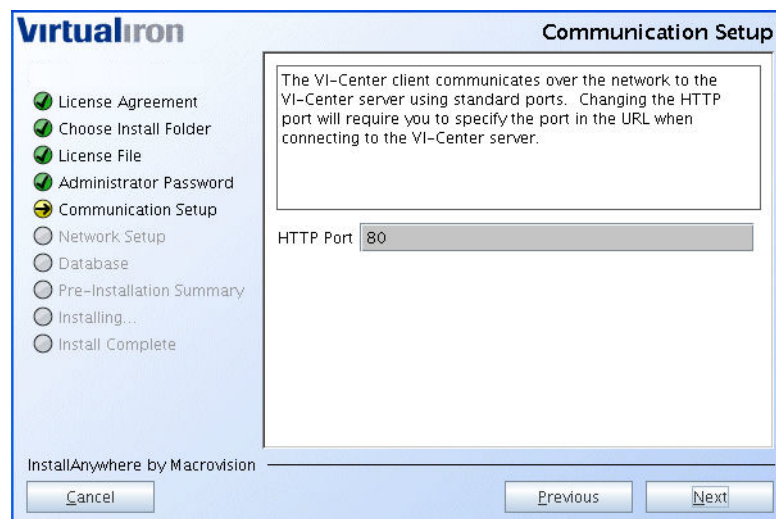 Virtualiron
Communication Setup
License Agreement
Choose Install Folder
License File
Administrator Password
Communication Setup
Network Setup
Database
Pre-Installation Summary
Installing...
Install Complete
The VI-Center client communicates over the network to the
VI-Center server using standard ports. Changing the HTTP
port will require you to specify the port in the URL when
connecting to the VI-Center server.
HTTP Port 80
InstallAnywhere by Macrovision
Cancel
Previous
Next